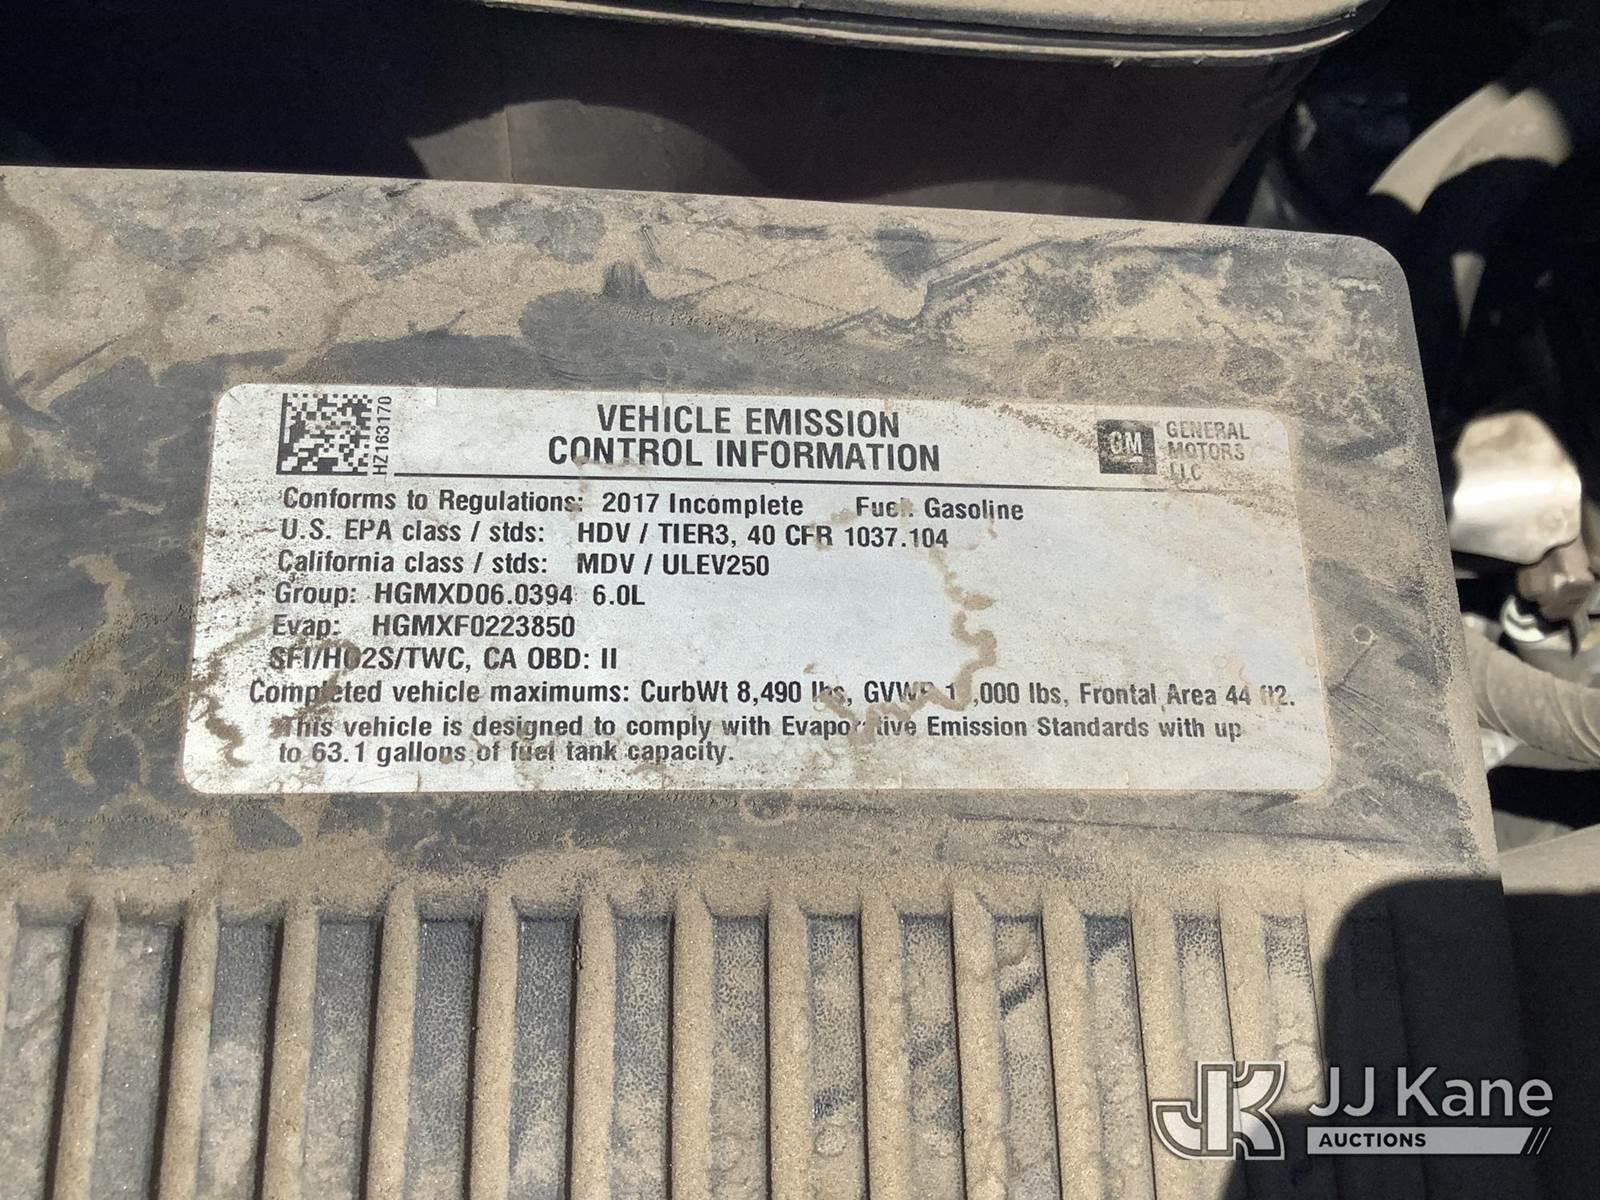 HZ163170
VEHICLE EMISSION
CONTROL INFORMATION
GM
GENERAL
MOTORS
LLC
Conforms to Regulations: 2017 Incomplete Fuel: Gasoline
U.S. EPA class / stds: HDV / TIER3, 40 CFR 1037.104
California class / stds: MDV / ULEV250
Group: HGMXD06.0394 6.0L
Evap: HGMXF0223850
SFI/HO2S/TWC, CA OBD: II
Completed vehicle maximums: CurbWt 8,490 lbs, GVWR ,000 lbs, Frontal Area 44 ft2.
This vehicle is designed to comply with Evaporative Emission Standards with up
to 63.1 gallons of fuel tank capacity.
JK
JJ Kane
AUCTIONS